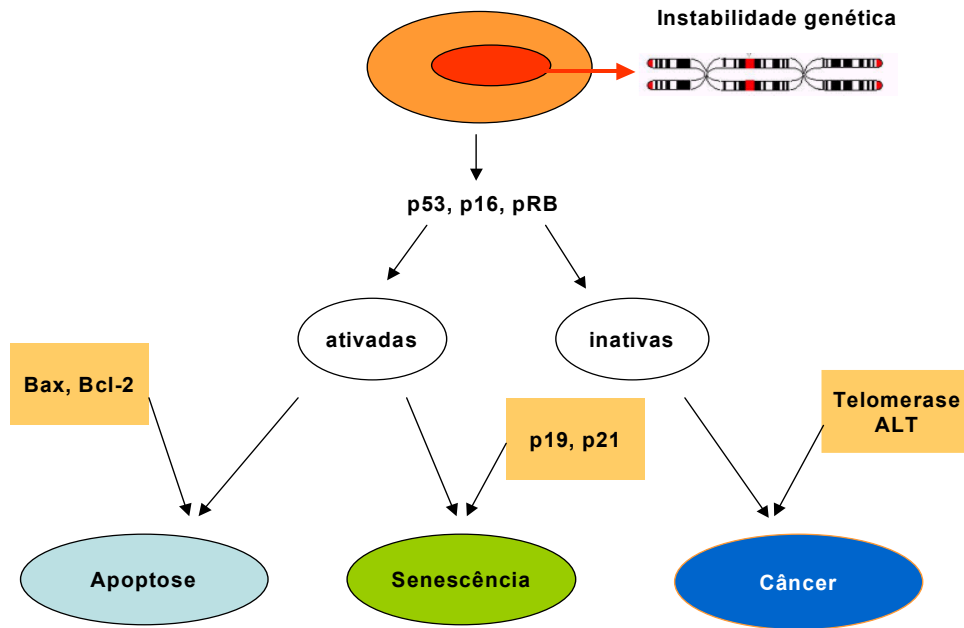 Instabilidade genética
p53, p16, pRB
ativadas
inativas
Bax, Bcl-2
p19, p21
Telomerase
ALT
Apoptose
Senescência
Câncer